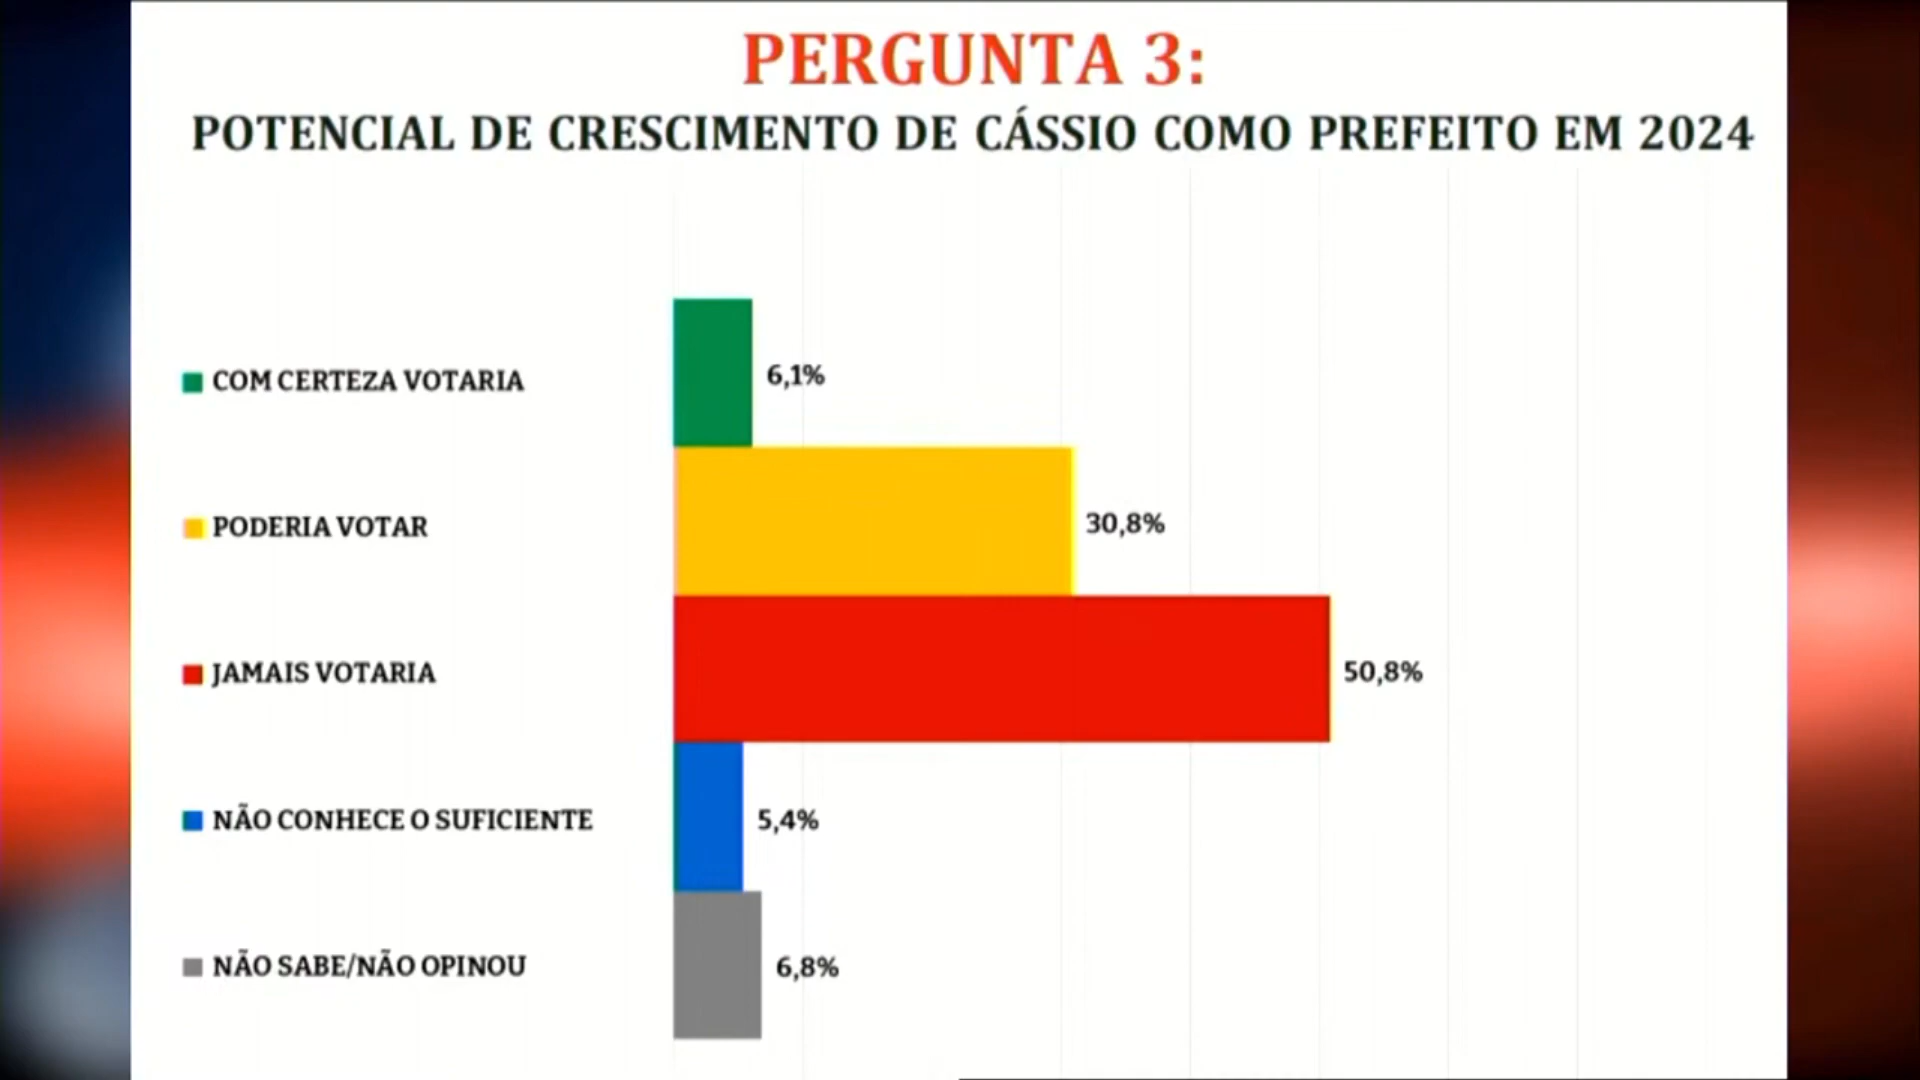 PERGUNTA 3:
POTENCIAL DE CRESCIMENTO DE CÁSSIO COMO PREFEITO EM 2024
COM CERTEZA VOTARIA 6,1%
PODERIA VOTAR 30,8%
JAMAIS VOTARIA 50,8%
NÃO CONHECE O SUFICIENTE 5,4%
NÃO SABE/NÃO OPINOU 6,8%